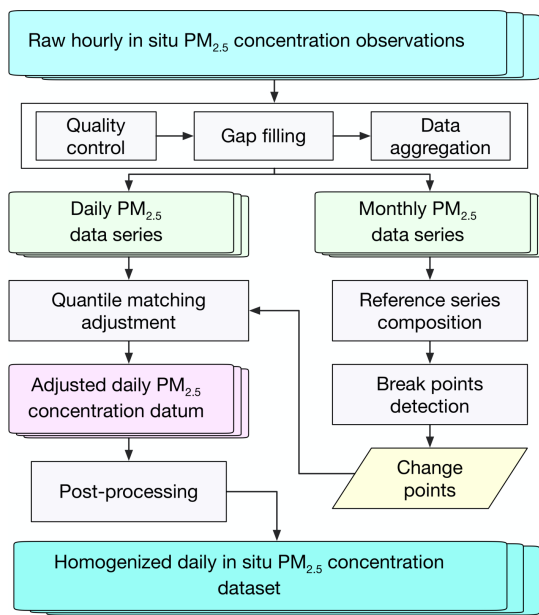 Raw hourly in situ PM₂.₅ concentration observations
Quality
control
Gap filling
Data
aggregation
Daily PM₂.₅
data series
Monthly PM₂.₅
data series
Quantile matching
adjustment
Reference series
composition
Adjusted daily PM₂.₅
concentration datum
Break points
detection
Change
points
Post-processing
Homogenized daily in situ PM₂.₅ concentration
dataset